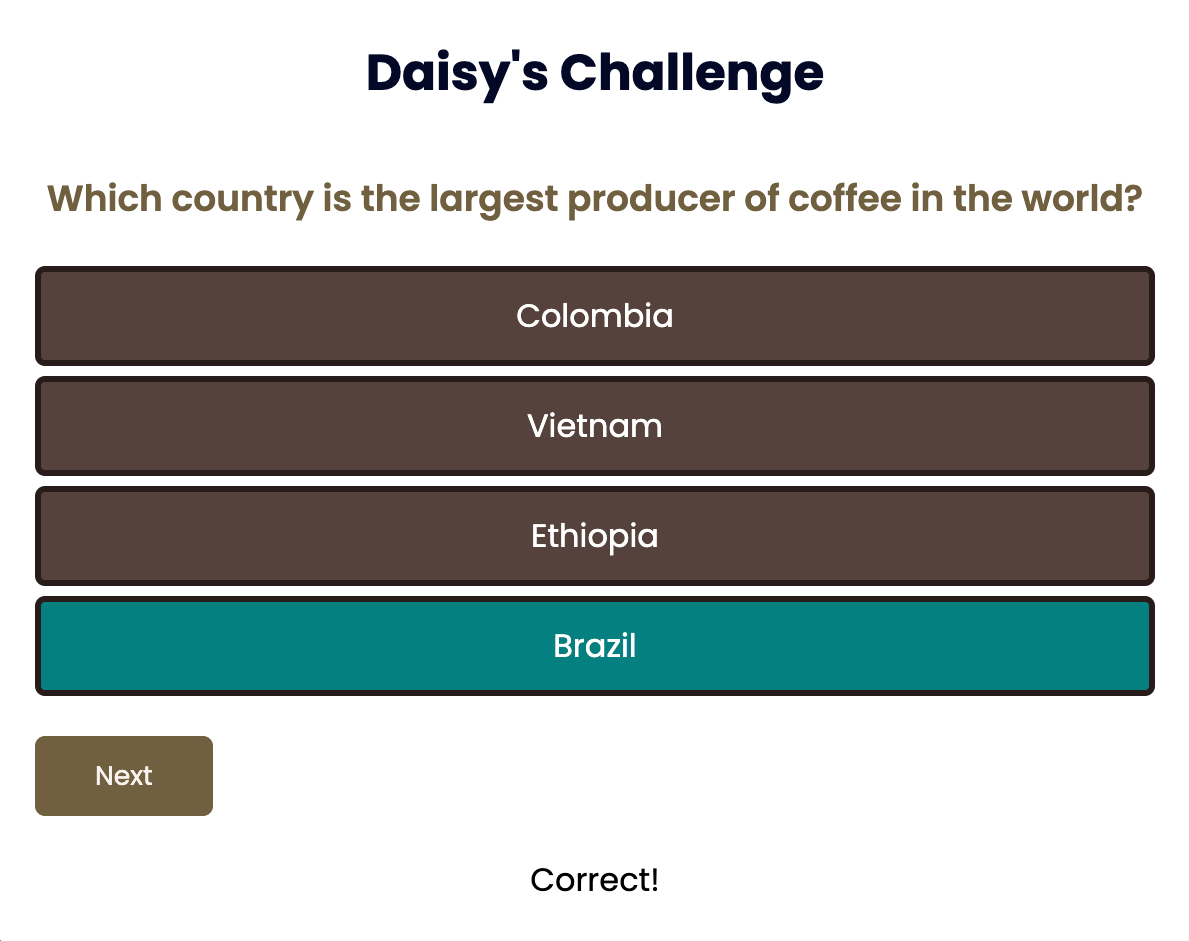 Daisy's Challenge
Which country is the largest producer of coffee in the world?
Colombia
Vietnam
Ethiopia
Brazil
Next
Correct!